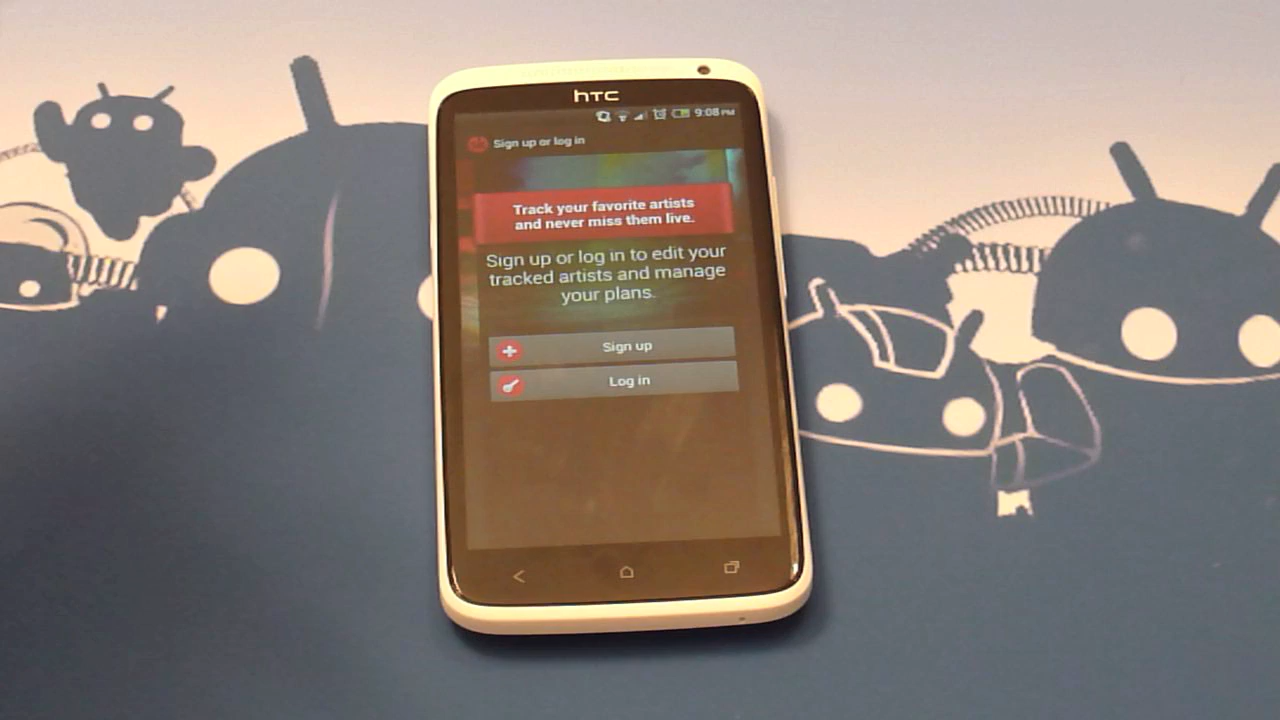 hTC
9:08 PM
Sign up or log in
Track your favorite artists
and never miss them live.
Sign up or log in to edit your
tracked artists and manage
your plans.
Sign up
Log in